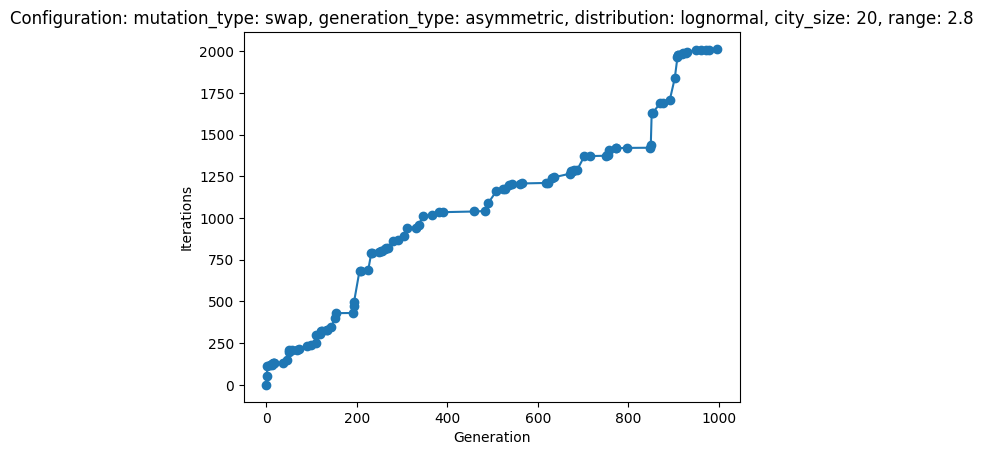 Configuration: mutation_type: swap, generation_type: asymmetric, distribution: lognormal, city_size: 20, range: 2.8
2000
1750
1500
1250
1000
750
500
250
0
Iterations
0 200 400 600 800 1000
Generation